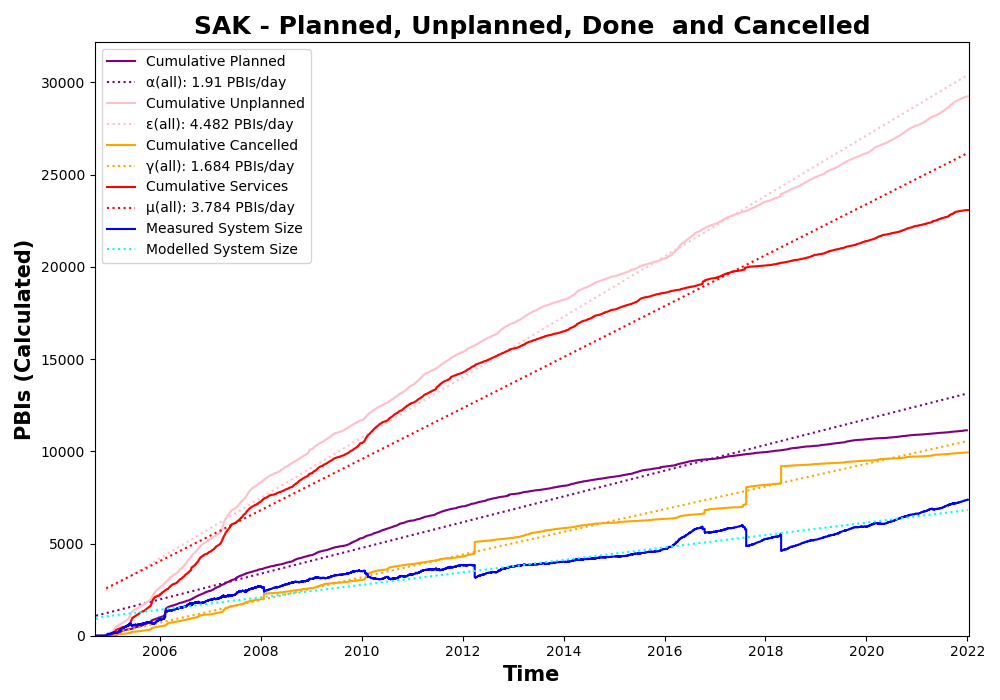 SAK - Planned, Unplanned, Done  and Cancelled
PBIs (Calculated)
30000
25000
20000
15000
10000
5000
0
Cumulative Planned
α(all): 1.91 PBIs/day
Cumulative Unplanned
ε(all): 4.482 PBIs/day
Cumulative Cancelled
γ(all): 1.684 PBIs/day
Cumulative Services
μ(all): 3.784 PBIs/day
Measured System Size
Modelled System Size
2006 2008 2010 2012 2014 2016 2018 2020 2022
Time